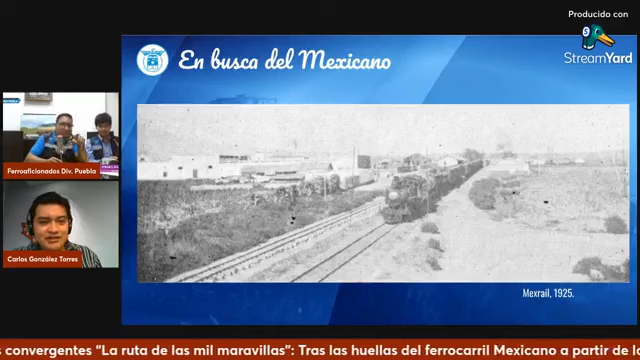 Producido con
StreamYard
En busca del Mexicano
Ferroaficionados Div. Puebla
Carlos González Torres
Mexrail, 1925.
s convergentes “La ruta de las mil maravillas”: Tras las huellas del ferrocarril Mexicano a partir de lo